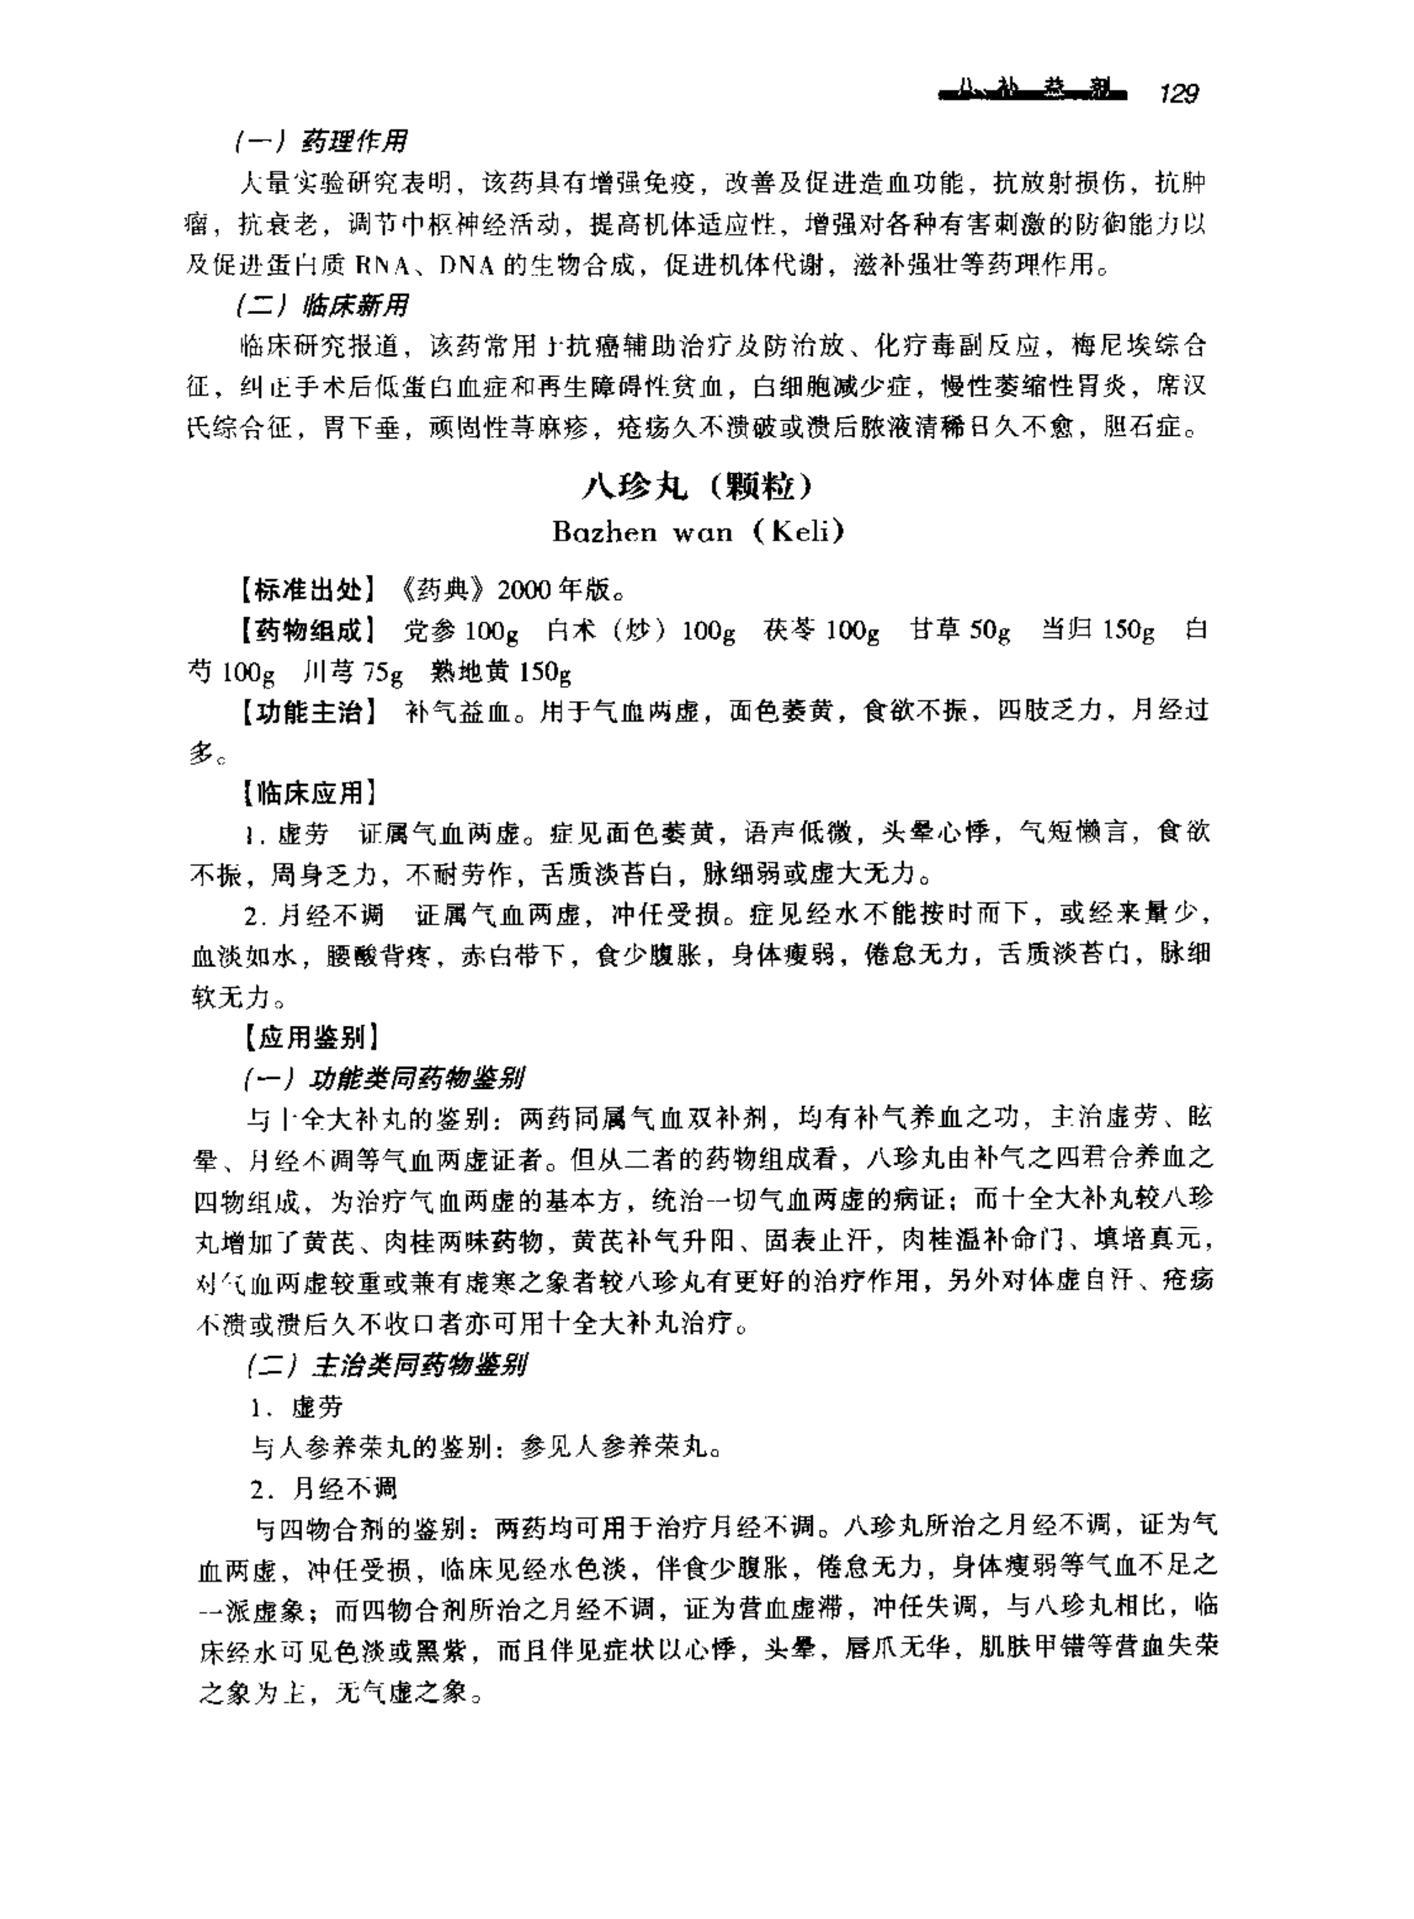 八、补益剂 129
（一）药理作用
大量实验研究表明，该药具有增强免疫，改善及促进造血功能，抗放射损伤，抗肿
瘤，抗衰老，调节中枢神经活动，提高机体适应性，增强对各种有害刺激的防御能力以
及促进蛋白质 RNA、DNA 的生物合成，促进机体代谢，滋补强壮等药理作用。
（二）临床新用
临床研究报道，该药常用于抗癌辅助治疗及防治放、化疗毒副反应，梅尼埃综合
征，纠正手术后低蛋白血症和再生障碍性贫血，白细胞减少症，慢性萎缩性胃炎，席汉
氏综合征，胃下垂，顽固性荨麻疹，疮疡久不溃破或溃后脓液清稀日久不愈，胆石症。
八珍丸（颗粒）
Bazhen wan（Keli）
【标准出处】《药典》2000 年版。
【药物组成】 党参 100g 白术（炒）100g 茯苓 100g 甘草 50g 当归 150g 白
芍 100g 川芎 75g 熟地黄 150g
【功能主治】 补气益血。用于气血两虚，面色萎黄，食欲不振，四肢乏力，月经过
多。
【临床应用】
1. 虚劳 证属气血两虚。症见面色萎黄，语声低微，头晕心悸，气短懒言，食欲
不振，周身乏力，不耐劳作，舌质淡苔白，脉细弱或虚大无力。
2. 月经不调 证属气血两虚，冲任受损。症见经水不能按时而下，或经来量少，
血淡如水，腰酸背疼，赤白带下，食少腹胀，身体瘦弱，倦怠无力，舌质淡苔白，脉细
软无力。
【应用鉴别】
（一）功能类同药物鉴别
与十全大补丸的鉴别：两药同属气血双补剂，均有补气养血之功，主治虚劳、眩
晕、月经不调等气血两虚证者。但从二者的药物组成看，八珍丸由补气之四君合养血之
四物组成，为治疗气血两虚的基本方，统治一切气血两虚的病证；而十全大补丸较八珍
丸增加了黄芪、肉桂两味药物，黄芪补气升阳、固表止汗，肉桂温补命门、填培真元，
对气血两虚较重或兼有虚寒之象者较八珍丸有更好的治疗作用，另外对体虚自汗、疮疡
不溃或溃后久不收口者亦可用十全大补丸治疗。
（二）主治类同药物鉴别
1. 虚劳
与人参养荣丸的鉴别：参见人参养荣丸。
2. 月经不调
与四物合剂的鉴别：两药均可用于治疗月经不调。八珍丸所治之月经不调，证为气
血两虚，冲任受损，临床见经水色淡，伴食少腹胀，倦怠无力，身体瘦弱等气血不足之
一派虚象；而四物合剂所治之月经不调，证为营血虚滞，冲任失调，与八珍丸相比，临
床经水可见色淡或黑紫，而且伴见症状以心悸，头晕，唇爪无华，肌肤甲错等营血失荣
之象为主，无气虚之象。